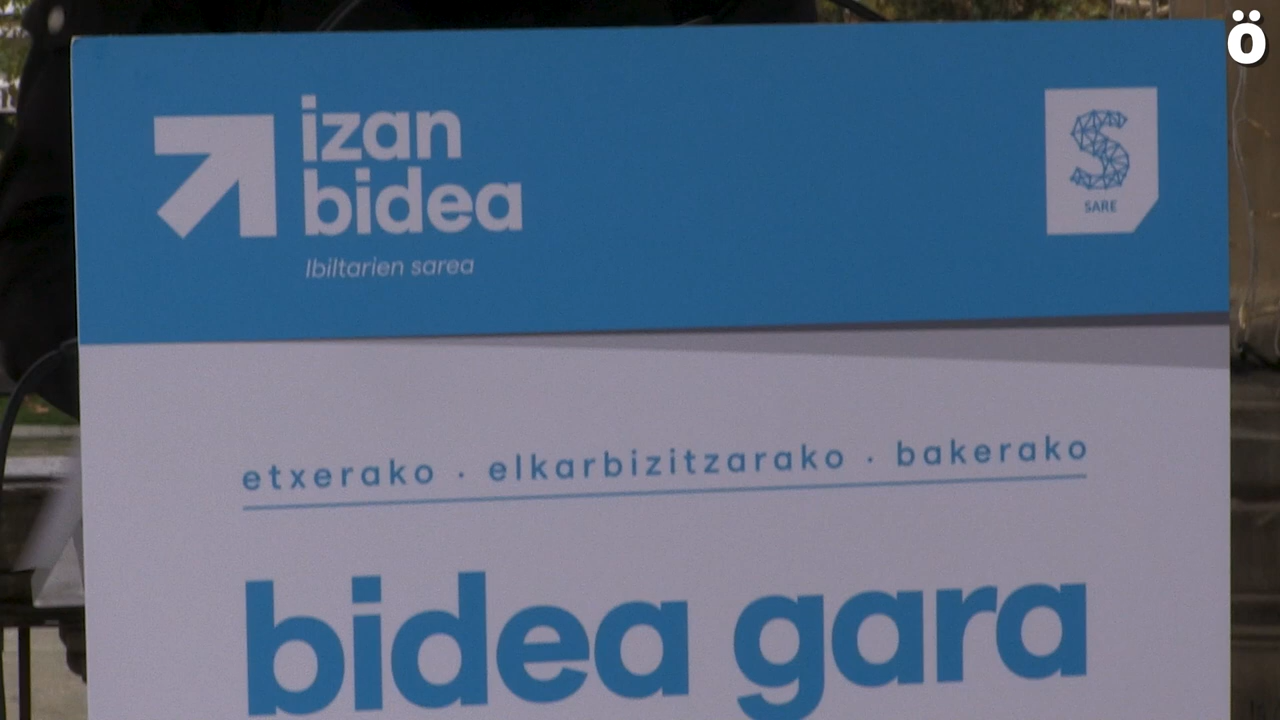 ö
izan
bidea
Ibiltarien sarea
S
SARE
etxerako · elkarbizitzarako · bakerako
bidea gara